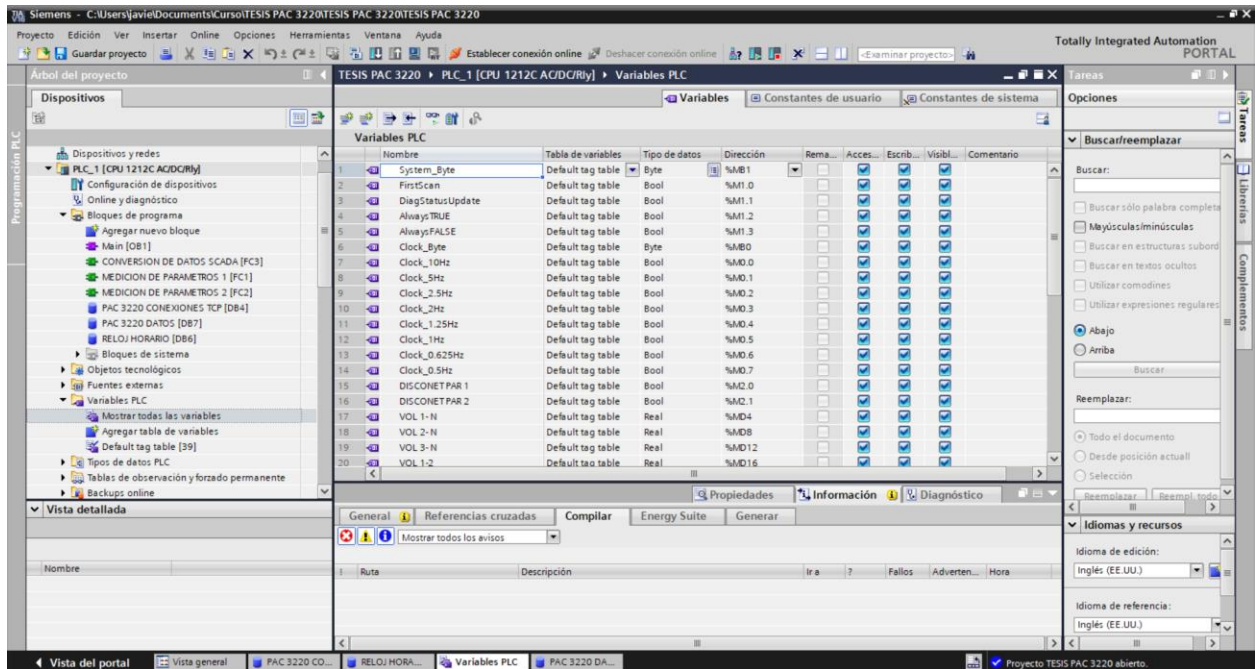 Siemens - C:\Users\javie\Documents\Curso\TESIS PAC 3220\TESIS PAC 3220\TESIS PAC 3220
Proyecto Edición Ver Insertar Online Opciones Herramientas Ventana Ayuda
Totally Integrated Automation
PORTAL
Guardar proyecto Establecer conexión online Deshacer conexión online <Examinar proyecto>
Programación PLC
Árbol del proyecto
Dispositivos
Dispositivos y redes
PLC_1 [CPU 1212C AC/DC/Rly]
Configuración de dispositivos
Online y diagnóstico
Bloques de programa
Agregar nuevo bloque
Main [OB1]
CONVERSION DE DATOS SCADA [FC3]
MEDICION DE PARAMETROS 1 [FC1]
MEDICION DE PARAMETROS 2 [FC2]
PAC 3220 CONEXIONES TCP [DB4]
PAC 3220 DATOS [DB7]
RELOJ HORARIO [DB6]
Bloques de sistema
Objetos tecnológicos
Fuentes externas
Variables PLC
Mostrar todas las variables
Agregar tabla de variables
Default tag table [39]
Tipos de datos PLC
Tablas de observación y forzado permanente
Backups online
Vista detallada
Nombre
TESIS PAC 3220 PLC_1 [CPU 1212C AC/DC/Rly] Variables PLC
Variables Constantes de usuario Constantes de sistema
Variables PLC
Nombre Tabla de variables Tipo de datos Dirección Rema... Acces... Escrib... Visibl... Comentario
1 System_Byte Default tag table Byte %MB1
2 FirstScan Default tag table Bool %M1.0
3 DiagStatusUpdate Default tag table Bool %M1.1
4 AlwaysTRUE Default tag table Bool %M1.2
5 AlwaysFALSE Default tag table Bool %M1.3
6 Clock_Byte Default tag table Byte %MB0
7 Clock_10Hz Default tag table Bool %M0.0
8 Clock_5Hz Default tag table Bool %M0.1
9 Clock_2.5Hz Default tag table Bool %M0.2
10 Clock_2Hz Default tag table Bool %M0.3
11 Clock_1.25Hz Default tag table Bool %M0.4
12 Clock_1Hz Default tag table Bool %M0.5
13 Clock_0.625Hz Default tag table Bool %M0.6
14 Clock_0.5Hz Default tag table Bool %M0.7
15 DISCONET PAR 1 Default tag table Bool %M2.0
16 DISCONET PAR 2 Default tag table Bool %M2.1
17 VOL 1-N Default tag table Real %MD4
18 VOL 2-N Default tag table Real %MD8
19 VOL 3-N Default tag table Real %MD12
20 VOL 1-2 Default tag table Real %MD16
Propiedades Información Diagnóstico
General Referencias cruzadas Compilar Energy Suite Generar
Mostrar todos los avisos
! Ruta Descripción Ir a ? Fallos Adverten... Hora
Tareas
Opciones
Buscar/reemplazar
Buscar:
Buscar sólo palabra completa
Mayúsculas/minúsculas
Buscar en estructuras subord
Buscar en textos ocultos
Utilizar comodines
Utilizar expresiones regulares
Abajo
Arriba
Buscar
Reemplazar:
Todo el documento
Desde posición actuall
Selección
Reemplazar Reempl. todo
Idiomas y recursos
Idioma de edición:
Inglés (EE.UU.)
Idioma de referencia:
Inglés (EE.UU.)
Tareas
Librerías
Complementos
Vista del portal Vista general PAC 3220 CO... RELOJ HORA... Variables PLC PAC 3220 DA... Proyecto TESIS PAC 3220 abierto.